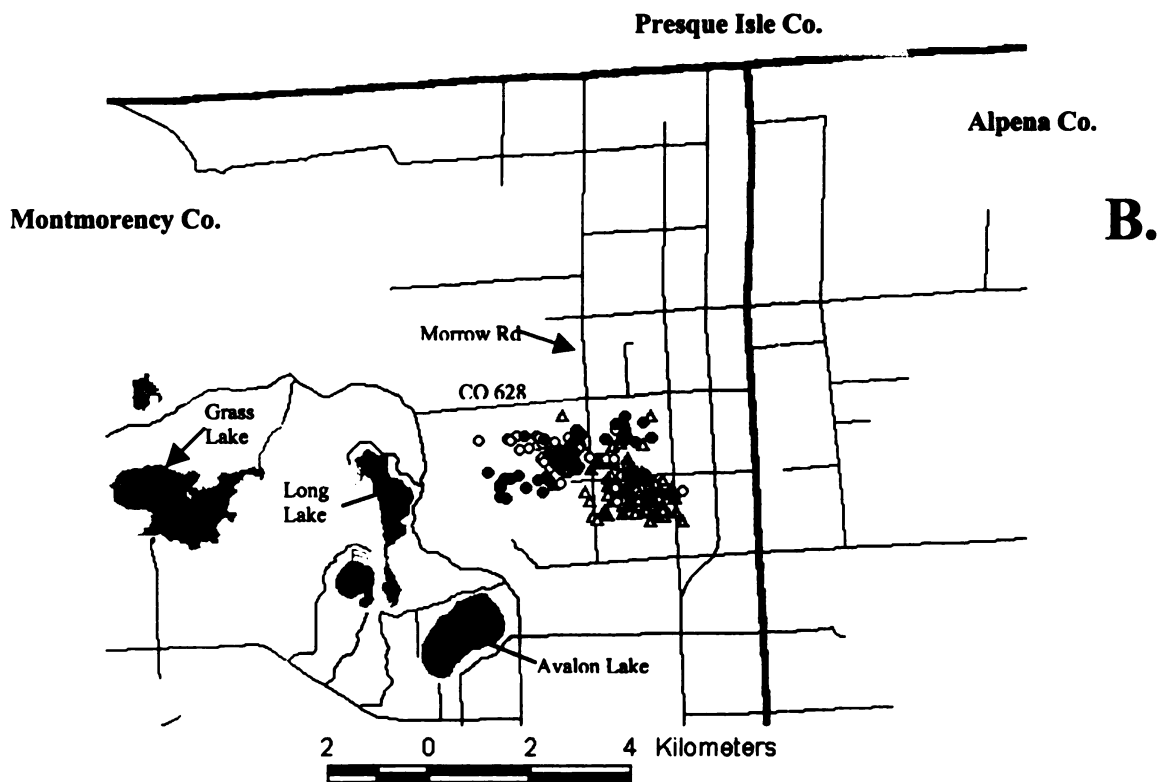 Presque Isle Co.
Alpena Co.
Montmorency Co.
B.
Morrow Rd
CO 628
Grass
Lake
Long
Lake
Avalon Lake
2 0 2 4 Kilometers